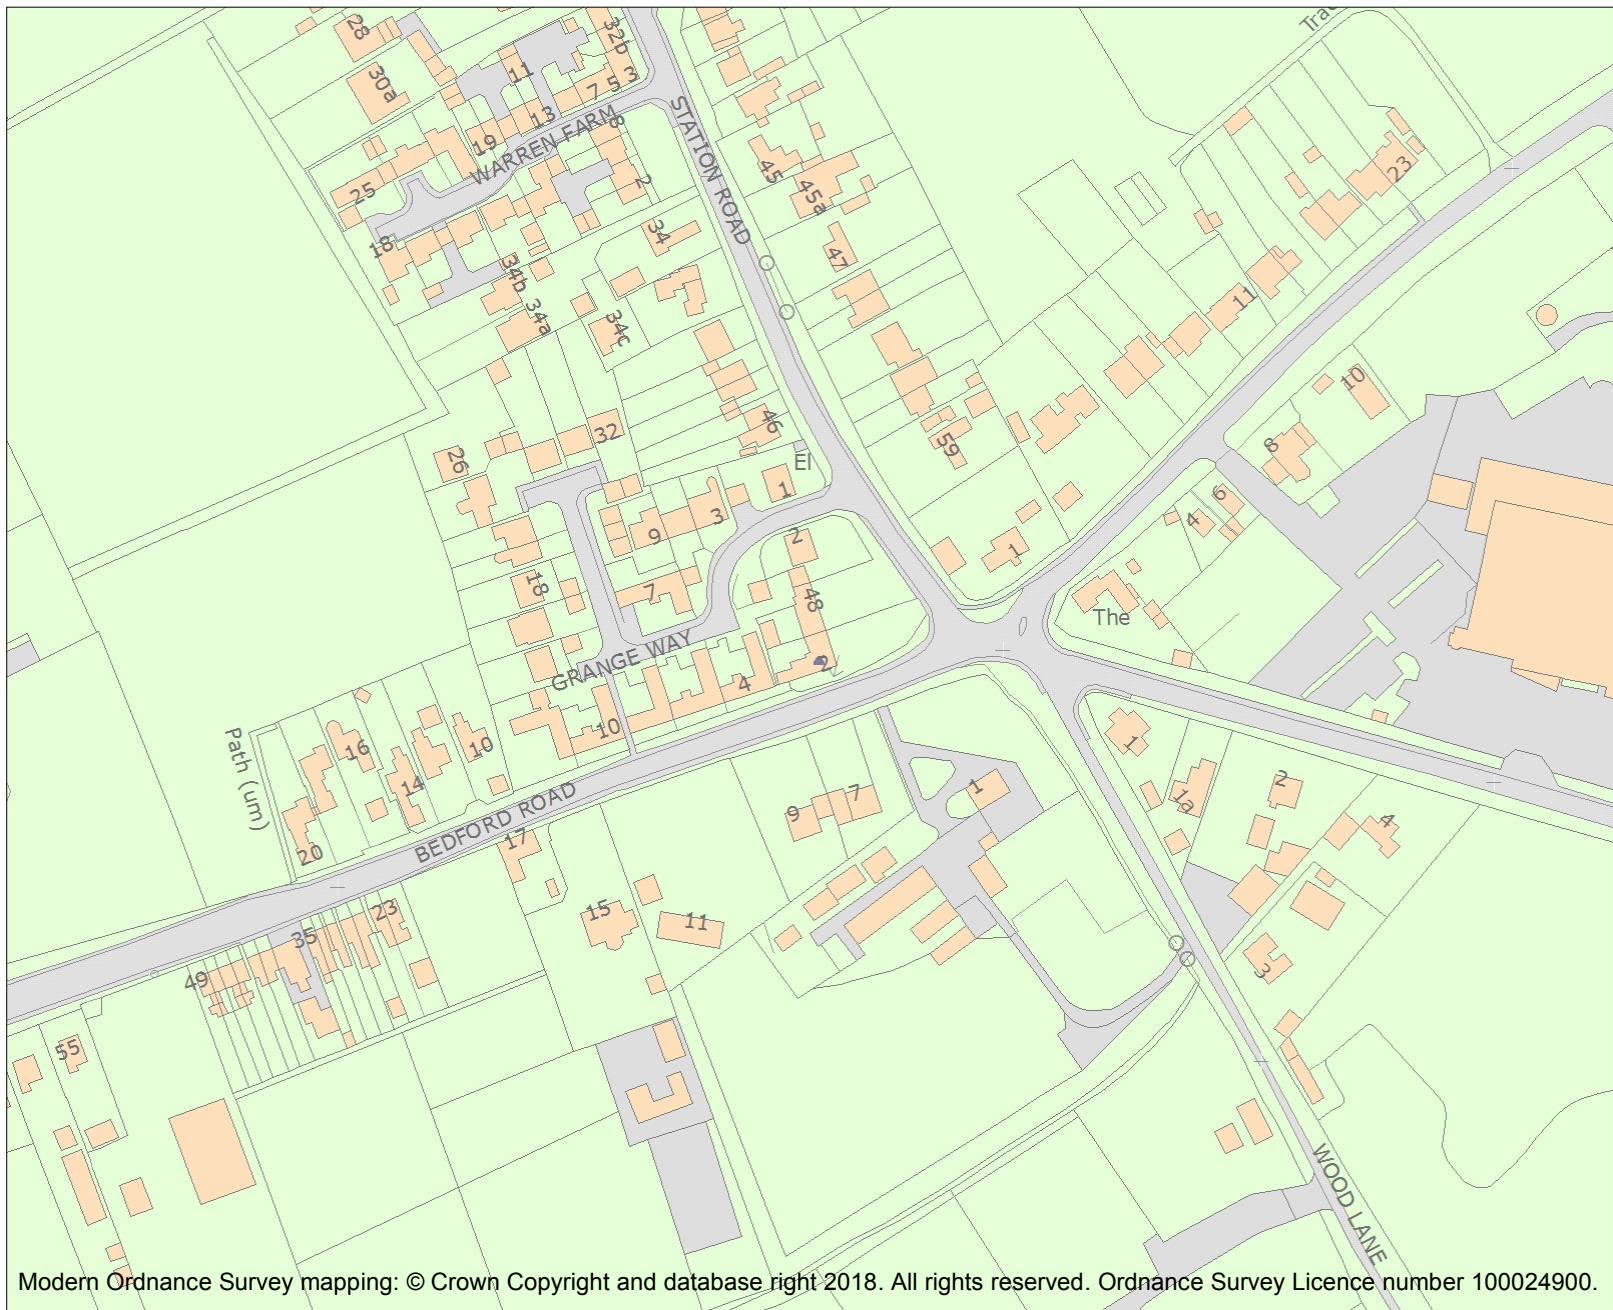 28
32b
Trac
30a
11
7 5 3
13
8
19
WARREN FARM
STATION ROAD
45
23
25
2
45a
34
18
47
34b
34a
11
34c
10
46
32
59
8
26
El
1
6
3
4
9
2
1
18
7
48
The
GRANGE WAY
2
4
10
1
Path (um)
16
10
14
9
7
1
1a
2
4
BEDFORD ROAD
17
20
15
11
23
35
49
3
55
WOOD LANE
Modern Ordnance Survey mapping: © Crown Copyright and database right 2018. All rights reserved. Ordnance Survey Licence number 100024900.